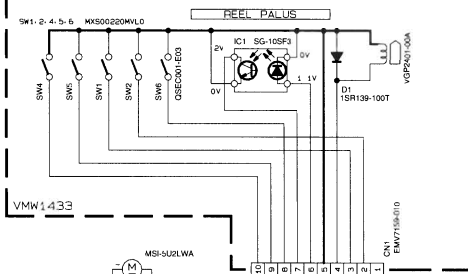 REEL PALUS
SW1, 2, 4, 5, 6 MXS00220MVL0
IC1 SG-105F3
2V
0V
0V
1 1V
SW4
SW5
SW1
SW2
SW6
QSEC001-E03
D1
1SR139-100T
VGP2401-00A
VMW1433
CN1
EMV7159-010
MSI-5U2LWA
M
10 9 8 7 6 5 4 3 2 1